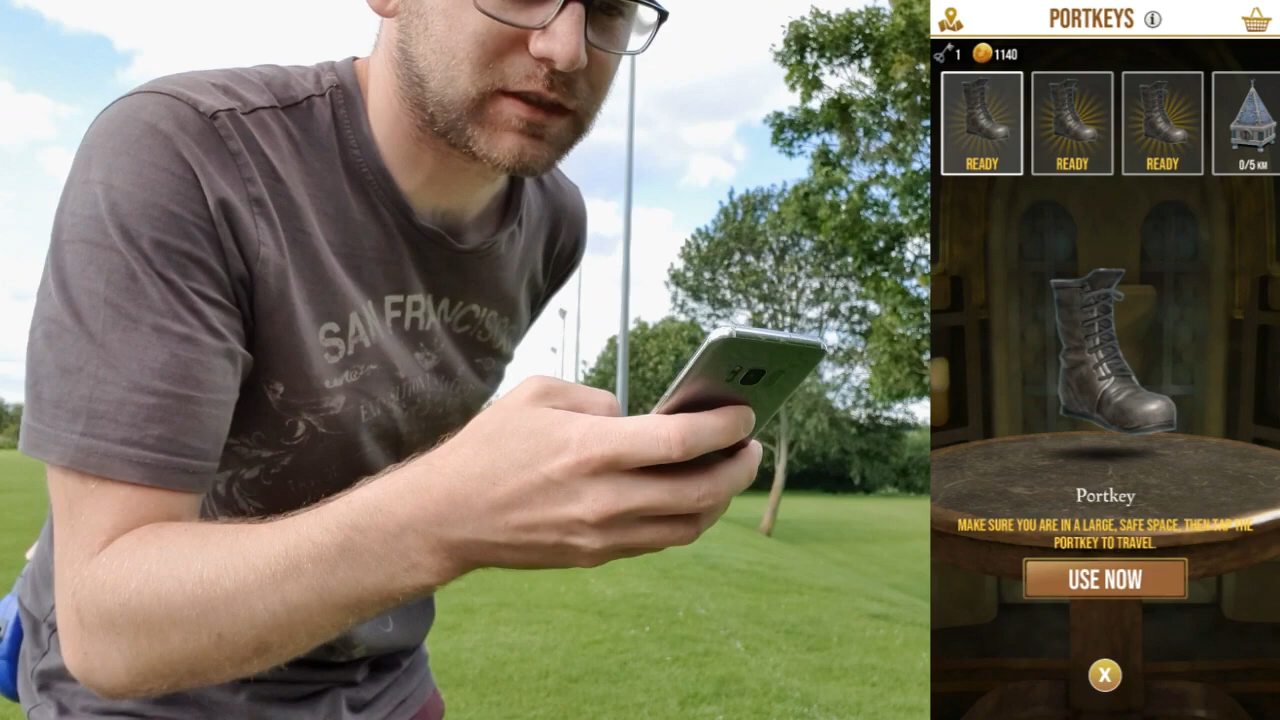 SAN FRANCISCO
PORTKEYS
1
1140
READY
READY
READY
0/5 KM
Portkey
MAKE SURE YOU ARE IN A LARGE, SAFE SPACE, THEN TAP THE
PORTKEY TO TRAVEL.
USE NOW
X